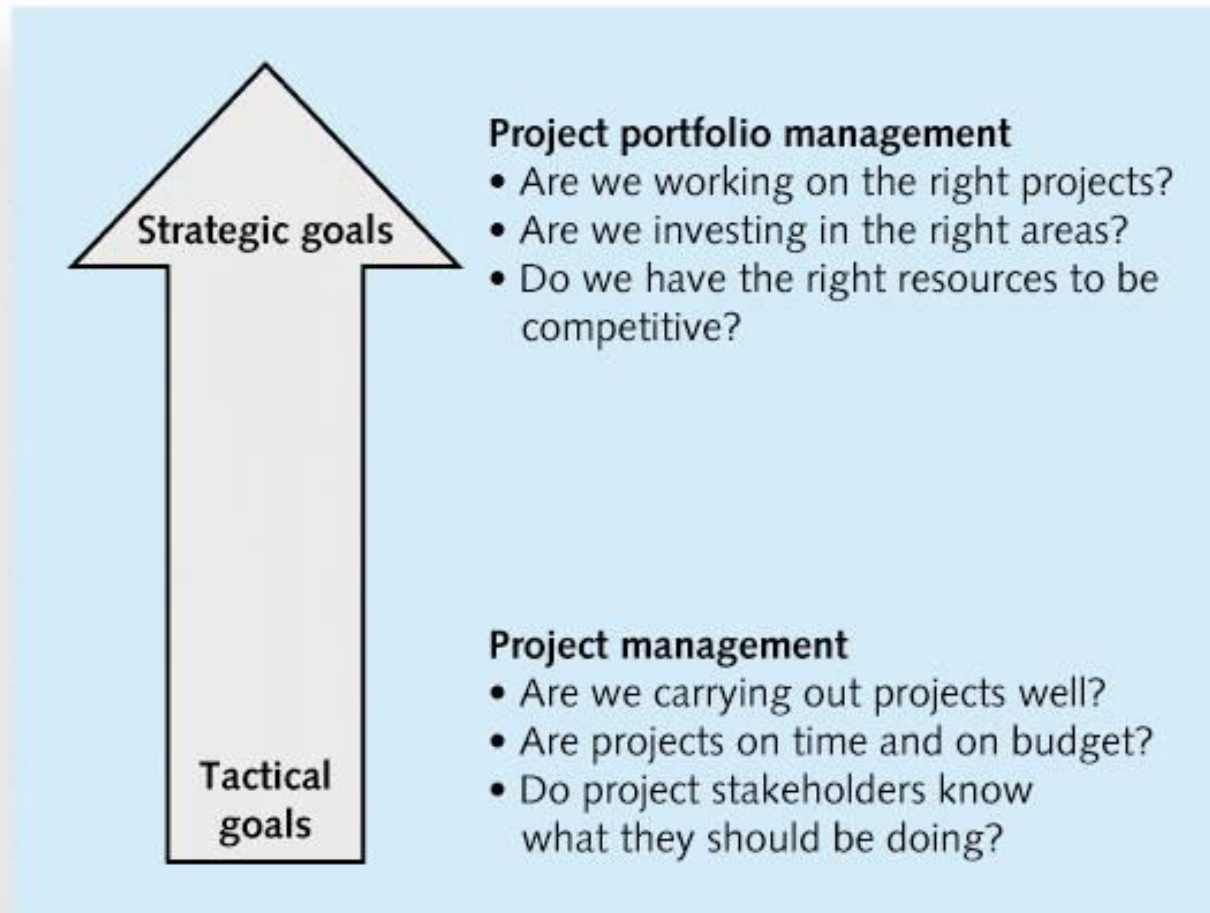 Strategic goals
Project portfolio management
• Are we working on the right projects?
• Are we investing in the right areas?
• Do we have the right resources to be
competitive?
Tactical
goals
Project management
• Are we carrying out projects well?
• Are projects on time and on budget?
• Do project stakeholders know
what they should be doing?